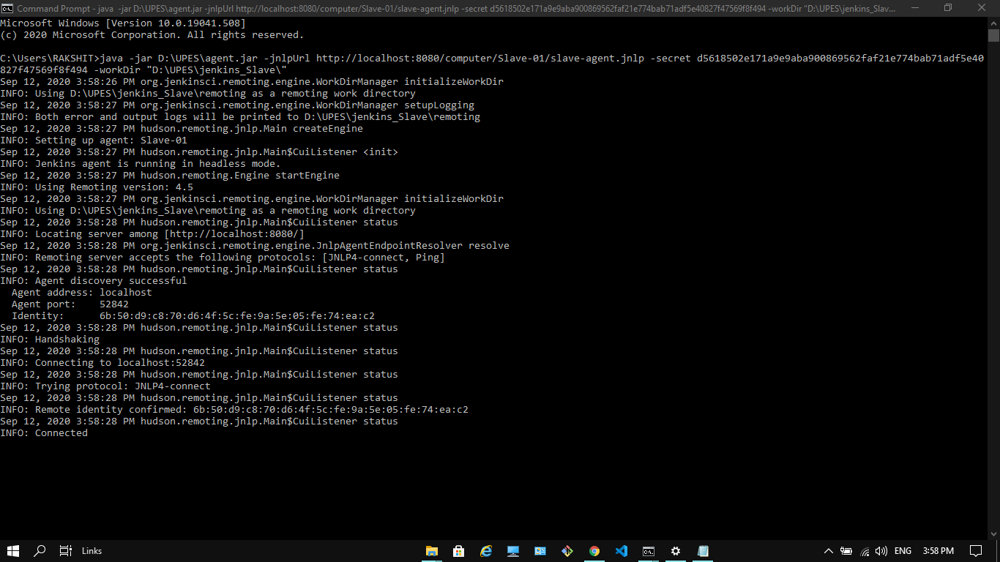 Command Prompt - java -jar D:\UPES\agent.jar -jnlpUrl http://localhost:8080/computer/Slave-01/slave-agent.jnlp -secret d5618502e171a9e9aba900869562faf21e774bab71adf5e40827f47569f8f494 -workDir "D:\UPES\jenkins_Slav...
Microsoft Windows [Version 10.0.19041.508]
(c) 2020 Microsoft Corporation. All rights reserved.
C:\Users\RAKSHIT>java -jar D:\UPES\agent.jar -jnlpUrl http://localhost:8080/computer/Slave-01/slave-agent.jnlp -secret d5618502e171a9e9aba900869562faf21e774bab71adf5e40
827f47569f8f494 -workDir "D:\UPES\jenkins_Slave\"
Sep 12, 2020 3:58:26 PM org.jenkinsci.remoting.engine.WorkDirManager initializeWorkDir
INFO: Using D:\UPES\jenkins_Slave\remoting as a remoting work directory
Sep 12, 2020 3:58:27 PM org.jenkinsci.remoting.engine.WorkDirManager setupLogging
INFO: Both error and output logs will be printed to D:\UPES\jenkins_Slave\remoting
Sep 12, 2020 3:58:27 PM hudson.remoting.jnlp.Main createEngine
INFO: Setting up agent: Slave-01
Sep 12, 2020 3:58:27 PM hudson.remoting.jnlp.Main$CuiListener <init>
INFO: Jenkins agent is running in headless mode.
Sep 12, 2020 3:58:27 PM hudson.remoting.Engine startEngine
INFO: Using Remoting version: 4.5
Sep 12, 2020 3:58:27 PM org.jenkinsci.remoting.engine.WorkDirManager initializeWorkDir
INFO: Using D:\UPES\jenkins_Slave\remoting as a remoting work directory
Sep 12, 2020 3:58:28 PM hudson.remoting.jnlp.Main$CuiListener status
INFO: Locating server among [http://localhost:8080/]
Sep 12, 2020 3:58:28 PM org.jenkinsci.remoting.engine.JnlpAgentEndpointResolver resolve
INFO: Remoting server accepts the following protocols: [JNLP4-connect, Ping]
Sep 12, 2020 3:58:28 PM hudson.remoting.jnlp.Main$CuiListener status
INFO: Agent discovery successful
  Agent address: localhost
  Agent port:    52842
  Identity:      6b:50:d9:c8:70:d6:4f:5c:fe:9a:5e:05:fe:74:ea:c2
Sep 12, 2020 3:58:28 PM hudson.remoting.jnlp.Main$CuiListener status
INFO: Handshaking
Sep 12, 2020 3:58:28 PM hudson.remoting.jnlp.Main$CuiListener status
INFO: Connecting to localhost:52842
Sep 12, 2020 3:58:28 PM hudson.remoting.jnlp.Main$CuiListener status
INFO: Trying protocol: JNLP4-connect
Sep 12, 2020 3:58:28 PM hudson.remoting.jnlp.Main$CuiListener status
INFO: Remote identity confirmed: 6b:50:d9:c8:70:d6:4f:5c:fe:9a:5e:05:fe:74:ea:c2
Sep 12, 2020 3:58:28 PM hudson.remoting.jnlp.Main$CuiListener status
INFO: Connected
Links ENG 3:58 PM